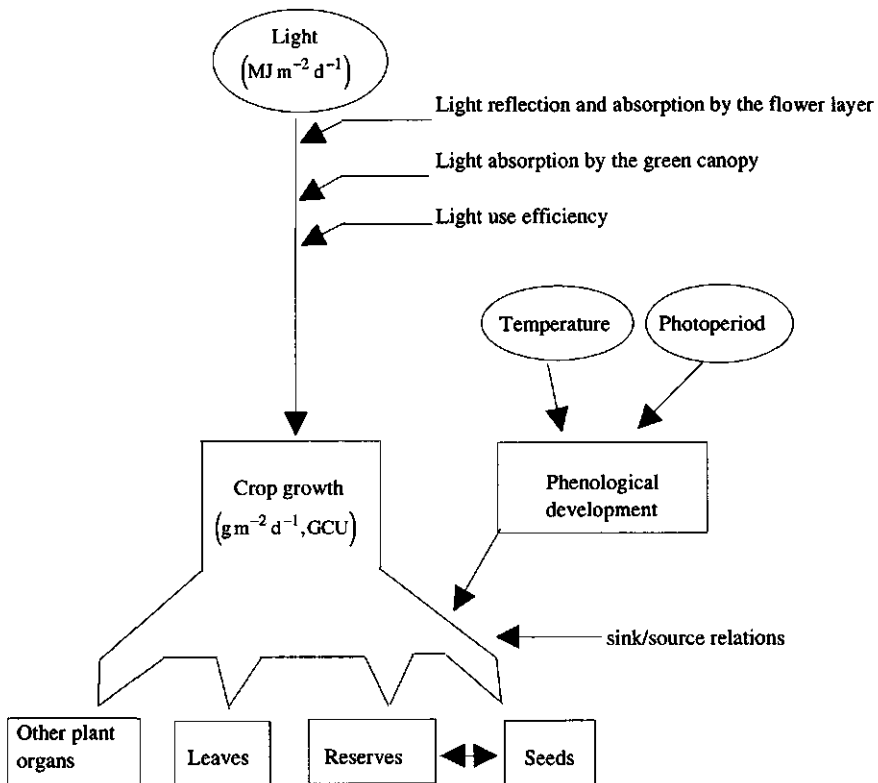 Light
(MJ m⁻² d⁻¹)
Light reflection and absorption by the flower layer
Light absorption by the green canopy
Light use efficiency
Temperature
Photoperiod
Crop growth
(g m⁻² d⁻¹, GCU)
Phenological
development
sink/source relations
Other plant
organs
Leaves
Reserves
Seeds